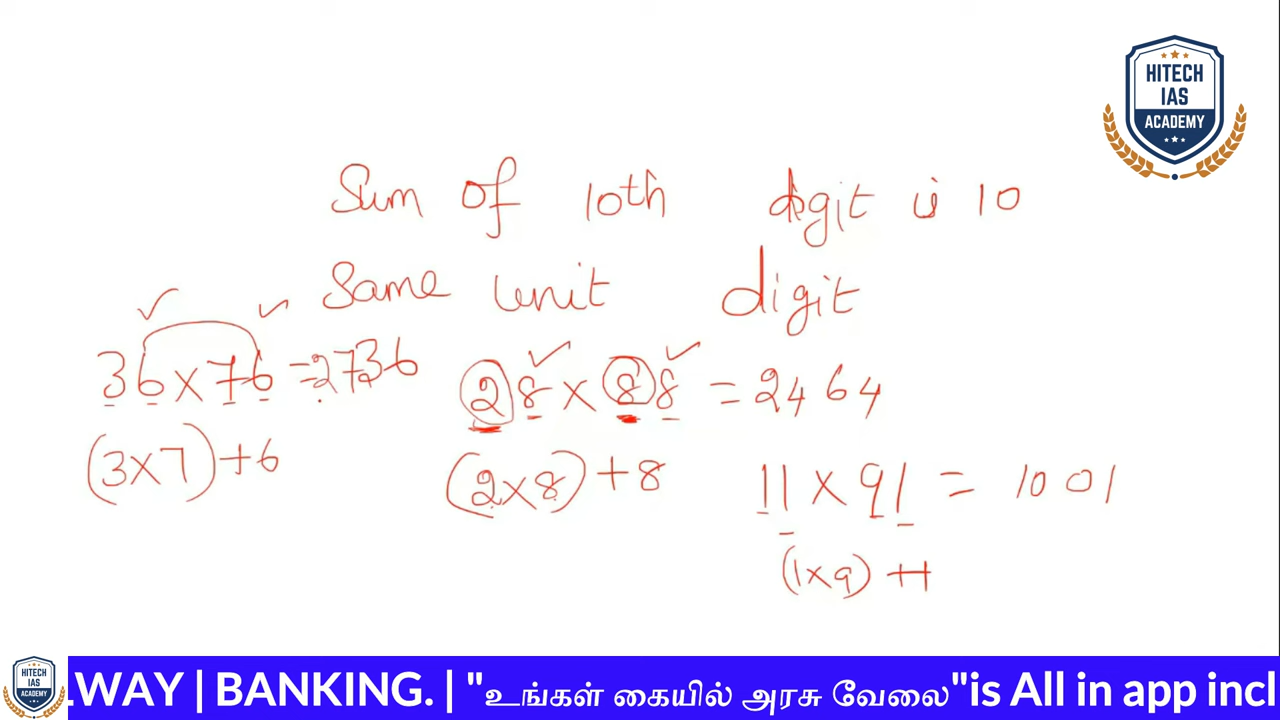 HITECH
IAS
ACADEMY
Sum of 10th digit is 10
Same unit digit
36 x 76 = 2736
(3x7) + 6
28 x 88 = 2464
(2x8) + 8
11 x 91 = 1001
(1x9) + 1
HITECH
IAS
ACADEMY
.WAY | BANKING. | "உங்கள் கையில் அரசு வேலை"is All in app incl